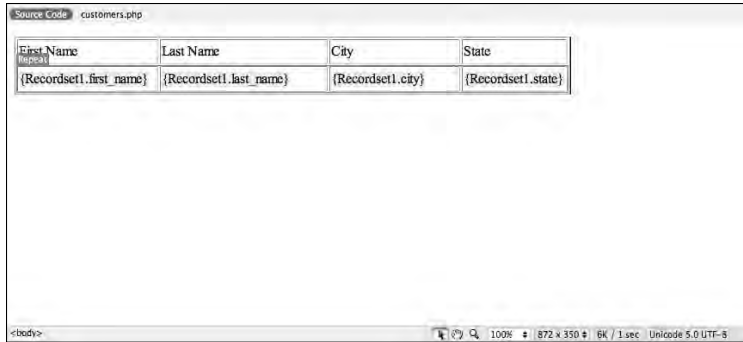 Source Code customers.php
First Name Last Name City State
Repeat
{Recordset1.first_name} {Recordset1.last_name} {Recordset1.city} {Recordset1.state}
<body> 100% 872 x 350 6K / 1 sec Unicode 5.0 UTF-8